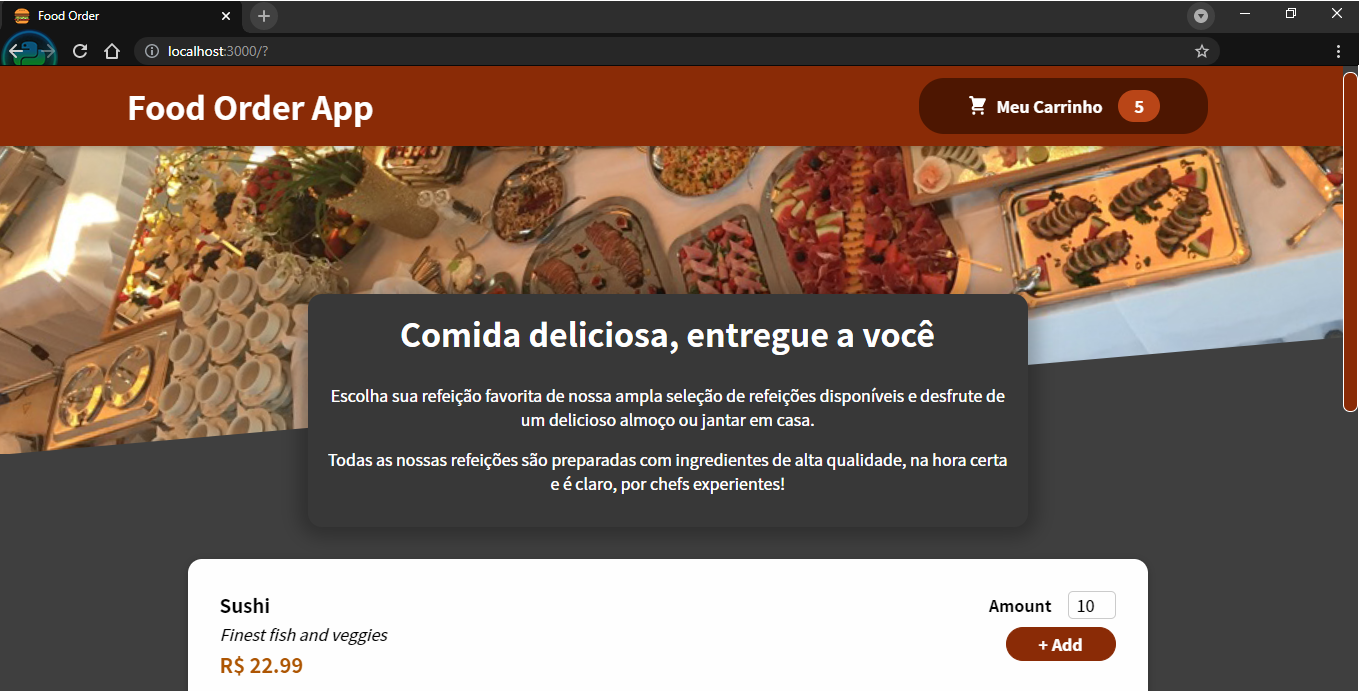 Food Order
localhost:3000/?
Food Order App
Meu Carrinho 5
Comida deliciosa, entregue a você
Escolha sua refeição favorita de nossa ampla seleção de refeições disponíveis e desfrute de
um delicioso almoço ou jantar em casa.
Todas as nossas refeições são preparadas com ingredientes de alta qualidade, na hora certa
e é claro, por chefs experientes!
Sushi
Amount 10
Finest fish and veggies
+ Add
R$ 22.99